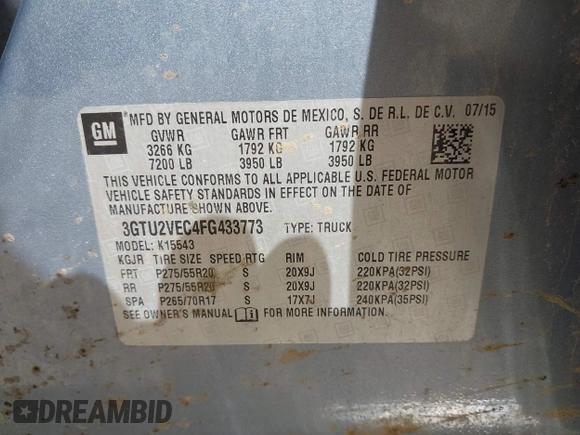 GM
MFD BY GENERAL MOTORS DE MEXICO, S. DE R.L. DE C.V. 07/15
GVWR GAWR FRT GAWR RR
3266 KG 1792 KG 1792 KG
7200 LB 3950 LB 3950 LB
THIS VEHICLE CONFORMS TO ALL APPLICABLE U.S. FEDERAL MOTOR
VEHICLE SAFETY STANDARDS IN EFFECT ON THE DATE OF
MANUFACTURE SHOWN ABOVE.
3GTU2VEC4FG433773 TYPE: TRUCK
MODEL: K15543
KGJR TIRE SIZE SPEED RTG RIM COLD TIRE PRESSURE
FRT P275/55R20 S 20X9J 220KPA(32PSI)
RR P275/55R20 S 20X9J 220KPA(32PSI)
SPA P265/70R17 S 17X7J 240KPA(35PSI)
SEE OWNER'S MANUAL FOR MORE INFORMATION
DREAMBID